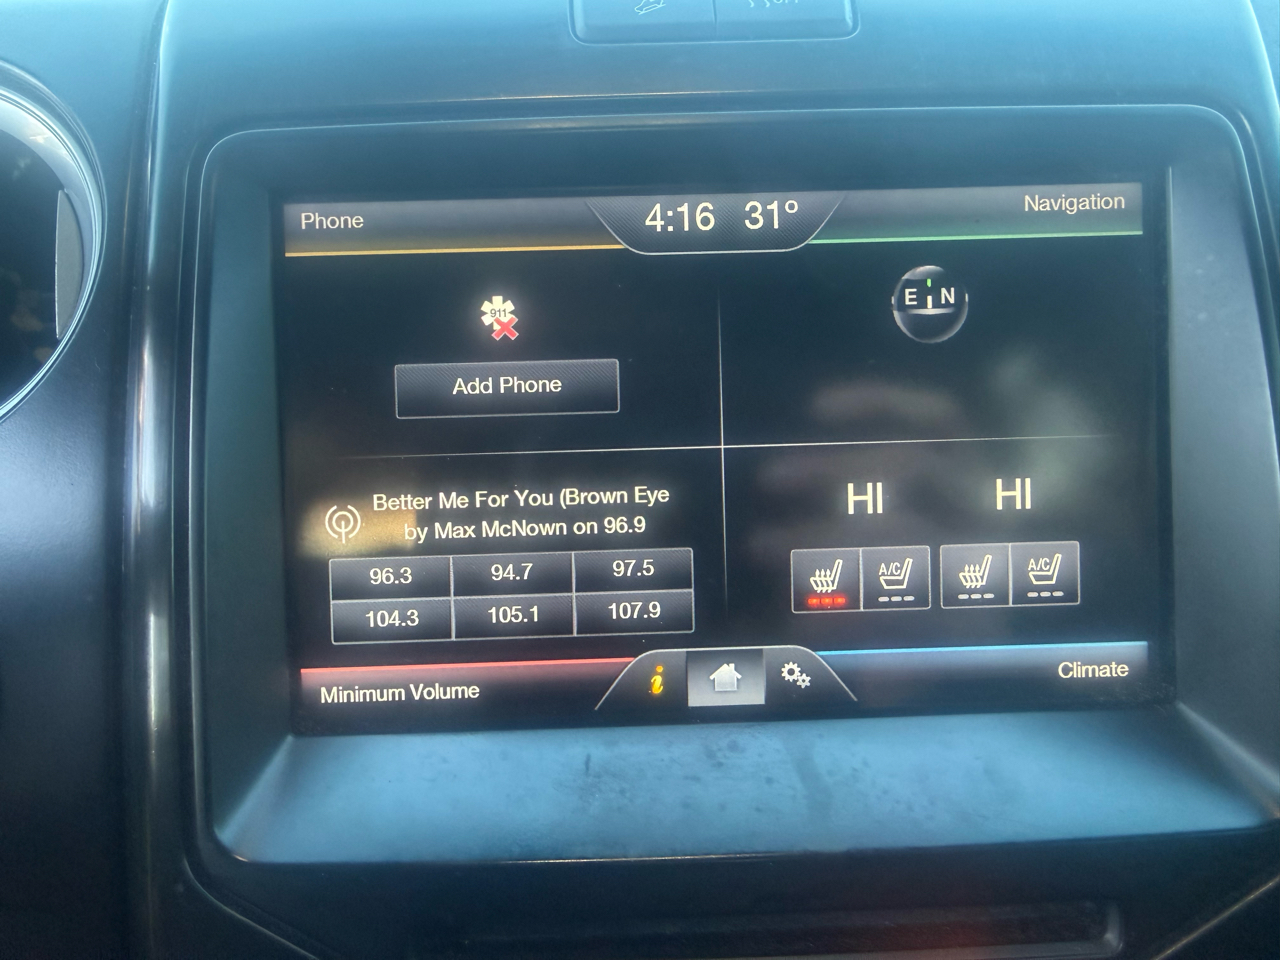 Phone
4:16 31°
Navigation
911
E N
Add Phone
Better Me For You (Brown Eye
by Max McNown on 96.9
96.3 94.7 97.5
104.3 105.1 107.9
HI HI
A/C A/C
Minimum Volume
i
Climate